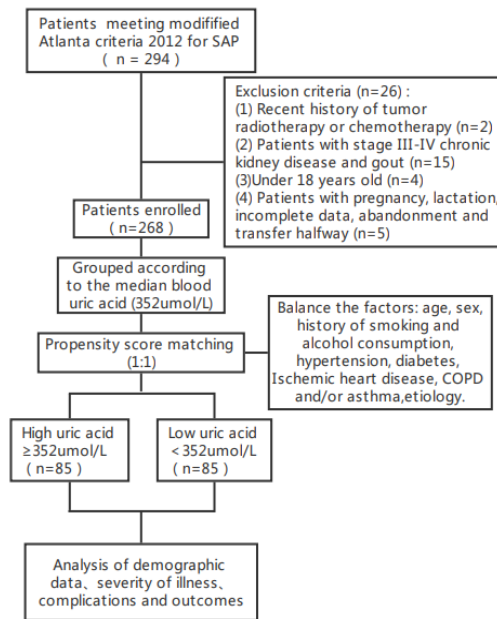 Patients meeting modifified
Atlanta criteria 2012 for SAP
( n = 294 )
Exclusion criteria (n=26) :
(1) Recent history of tumor
radiotherapy or chemotherapy (n=2)
(2) Patients with stage III-IV chronic
kidney disease and gout (n=15)
(3)Under 18 years old (n=4)
(4) Patients with pregnancy, lactation,
incomplete data, abandonment and
transfer halfway (n=5)
Patients enrolled
( n=268 )
Grouped according
to the median blood
uric acid (352umol/L)
Propensity score matching
(1:1)
Balance the factors: age, sex,
history of smoking and
alcohol consumption,
hypertension, diabetes,
Ischemic heart disease, COPD
and/or asthma,etiology.
High uric acid
≥352umol/L
( n=85 )
Low uric acid
<352umol/L
( n=85 )
Analysis of demographic
data、severity of illness、
complications and outcomes